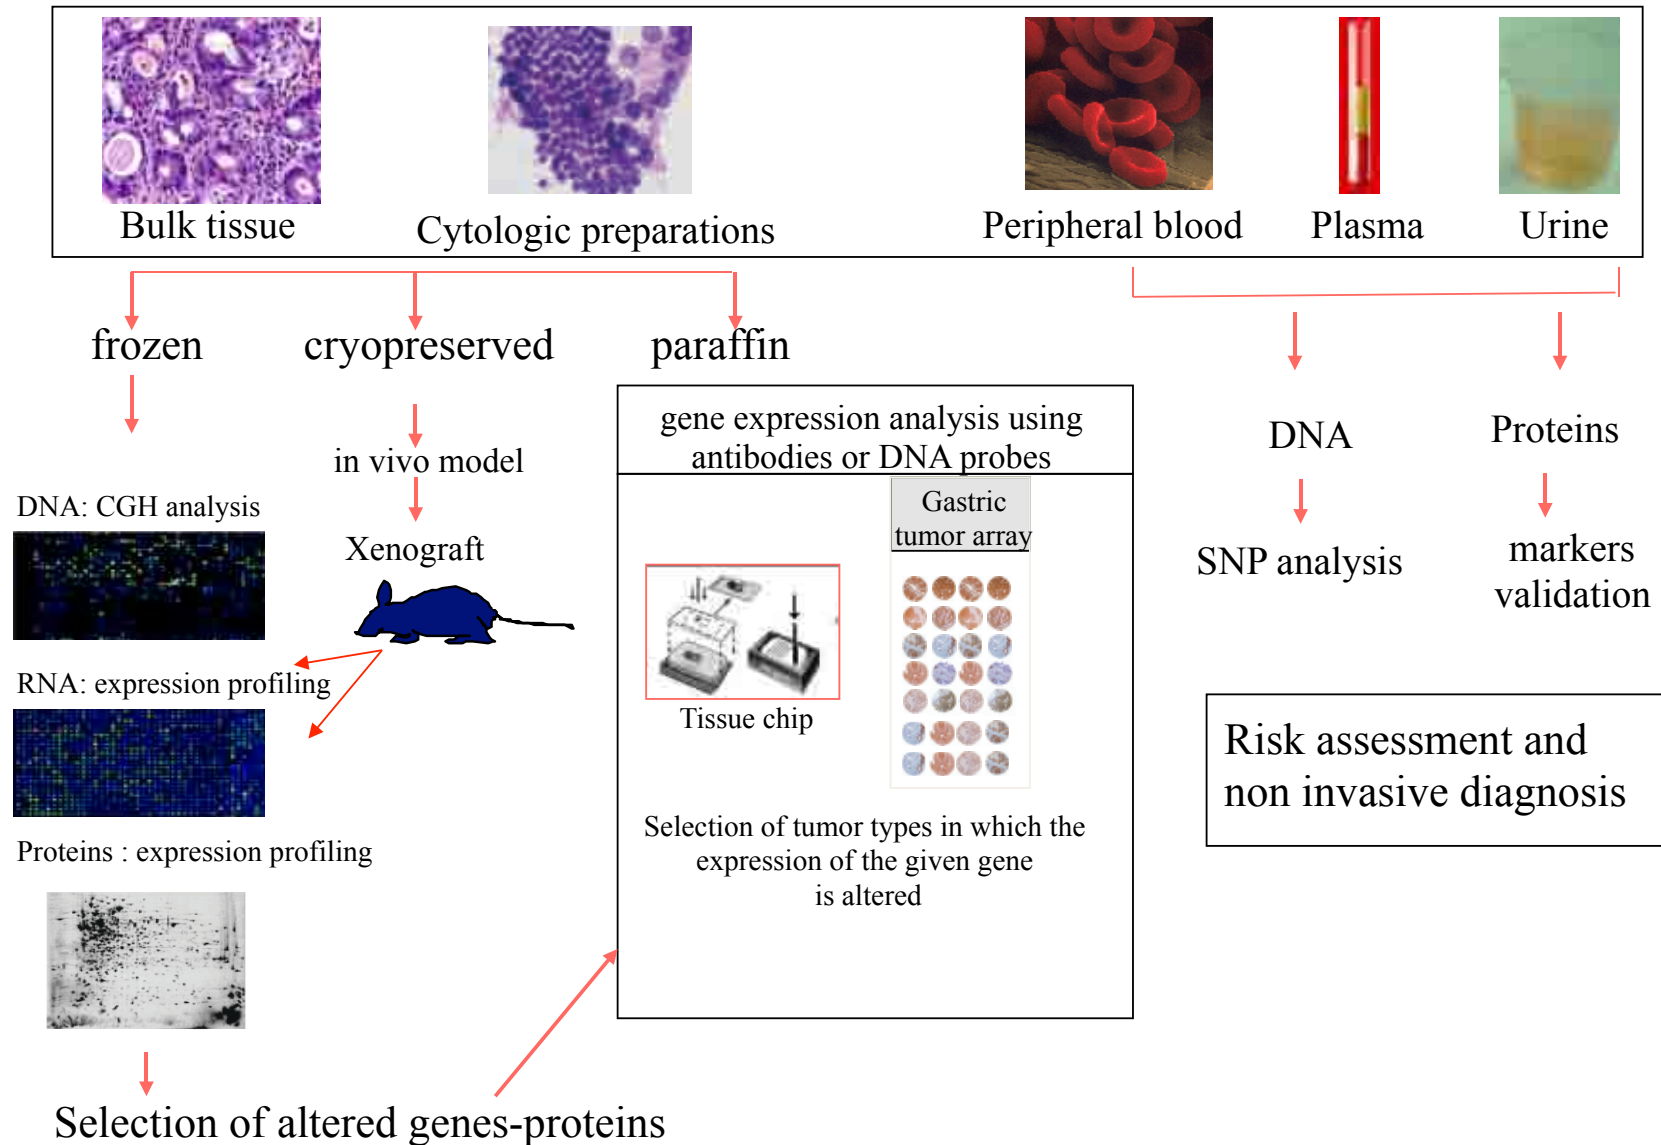 Bulk tissue
Cytologic preparations
Peripheral blood
Plasma
Urine
frozen
cryopreserved
paraffin
in vivo model
Xenograft
DNA: CGH analysis
RNA: expression profiling
Proteins : expression profiling
Selection of altered genes-proteins
gene expression analysis using
antibodies or DNA probes
Gastric
tumor array
Tissue chip
Selection of tumor types in which the
expression of the given gene
is altered
DNA
SNP analysis
Proteins
markers
validation
Risk assessment and
non invasive diagnosis